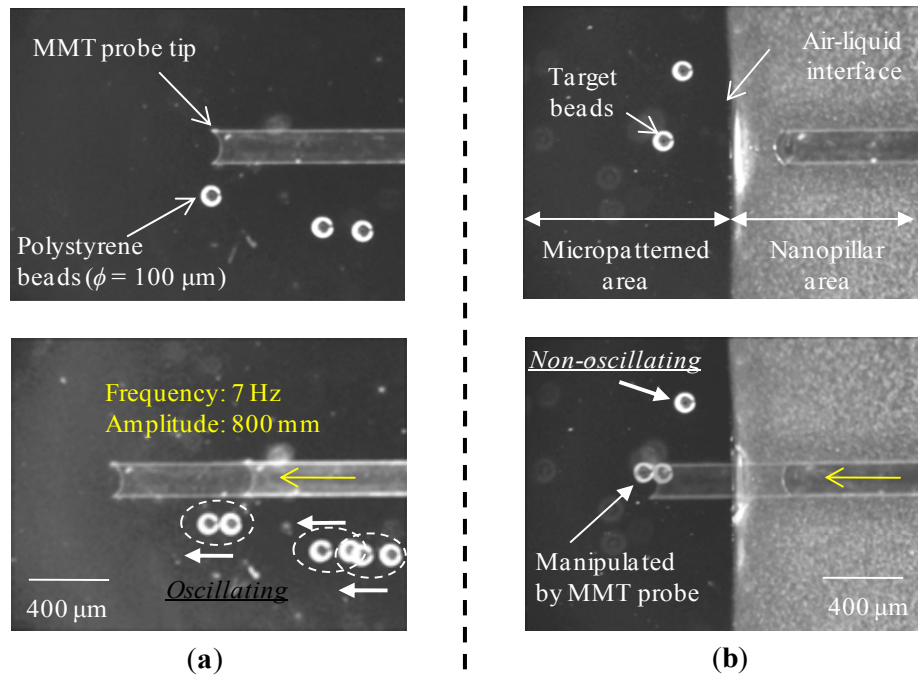 MMT probe tip
Polystyrene
beads (ϕ = 100 μm)
Air-liquid
interface
Target
beads
Micropatterned
area
Nanopillar
area
Frequency: 7 Hz
Amplitude: 800 mm
Oscillating
400 μm
Non-oscillating
Manipulated
by MMT probe
400 μm
(a)
(b)